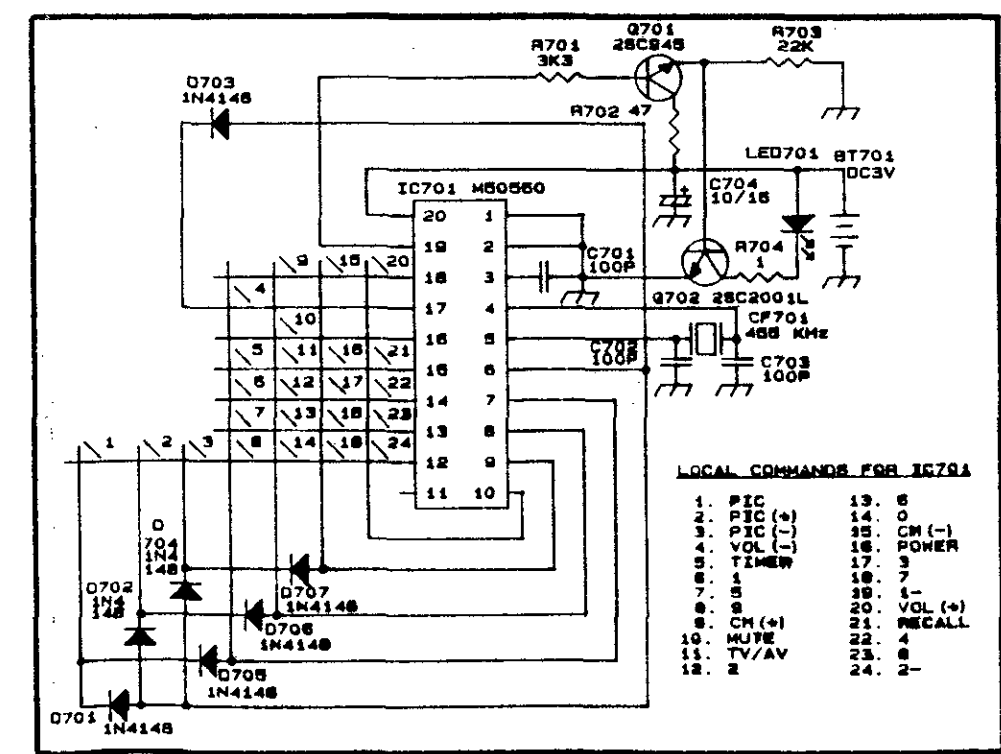 Q701
2SC945
R703
22K
R701
3K3
D703
1N4148
R702 47
LED701
BT701
DC3V
IC701 M50560
C704
10/16
20 1
19 2
18 3
17 4
16 5
15 6
14 7
13 8
12 9
11 10
9 15 20
4
10
5 11 16 21
6 12 17 22
7 13 18 23
1 2 3 8 14 19 24
C701
100P
R704
1
Q702 2SC2001L
CF701
455 KHz
C702
100P
C703
100P
D
704
1N4
148
D702
1N4
148
D707
1N4148
D706
1N4148
D705
1N4148
D701
1N4148
LOCAL COMMANDS FOR IC701
1. PIC
2. PIC(+)
3. PIC(-)
4. VOL(-)
5. TIMER
6. 1
7. 5
8. 9
9. CH(+)
10. MUTE
11. TV/AV
12. 2
13. 6
14. 0
15. CH(-)
16. POWER
17. 3
18. 7
19. 1-
20. VOL(+)
21. RECALL
22. 4
23. 8
24. 2-